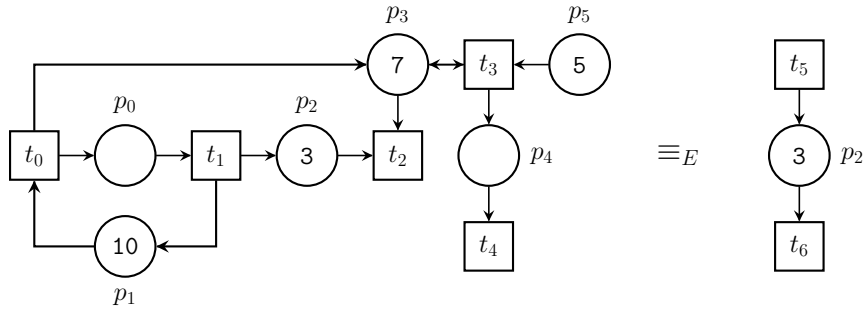 p₃ p₅
7 t₃ 5 t₅
p₀ p₂
t₀ t₁ 3 t₂ p₄ ≡_E 3 p₂
10 t₄ t₆
p₁